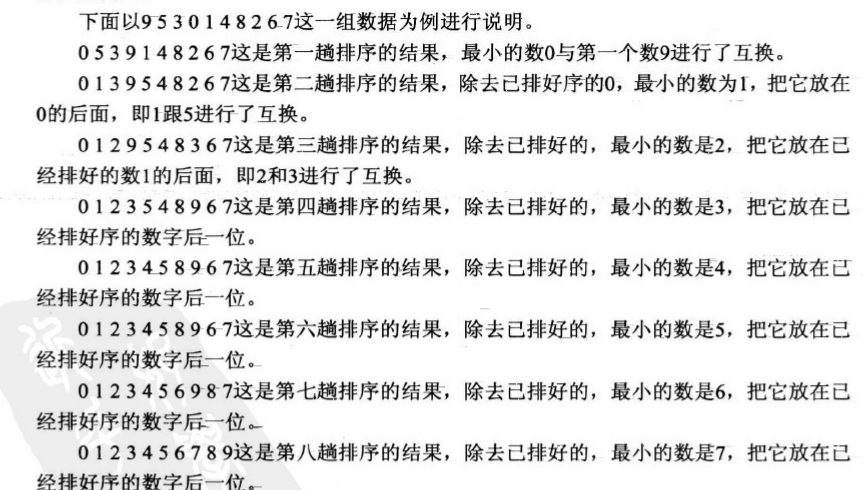 下面以9 5 3 0 1 4 8 2 6 7这一组数据为例进行说明。
0 5 3 9 1 4 8 2 6 7这是第一趟排序的结果，最小的数0与第一个数9进行了互换。
0 1 3 9 5 4 8 2 6 7这是第二趟排序的结果，除去已排好序的0，最小的数为1，把它放在
0的后面，即1跟5进行了互换。
0 1 2 9 5 4 8 3 6 7这是第三趟排序的结果，除去已排好的，最小的数是2，把它放在已
经排好的数1的后面，即2和3进行了互换。
0 1 2 3 5 4 8 9 6 7这是第四趟排序的结果，除去已排好的，最小的数是3，把它放在已
经排好序的数字后一位。
0 1 2 3 4 5 8 9 6 7这是第五趟排序的结果，除去已排好的，最小的数是4，把它放在已
经排好序的数字后一位。
0 1 2 3 4 5 8 9 6 7这是第六趟排序的结果，除去已排好的，最小的数是5，把它放在已
经排好序的数字后一位。
0 1 2 3 4 5 6 9 8 7这是第七趟排序的结果，除去已排好的，最小的数是6，把它放在已
经排好序的数字后一位。
0 1 2 3 4 5 6 7 8 9这是第八趟排序的结果，除去已排好的，最小的数是7，把它放在已
经排好序的数字后一位。